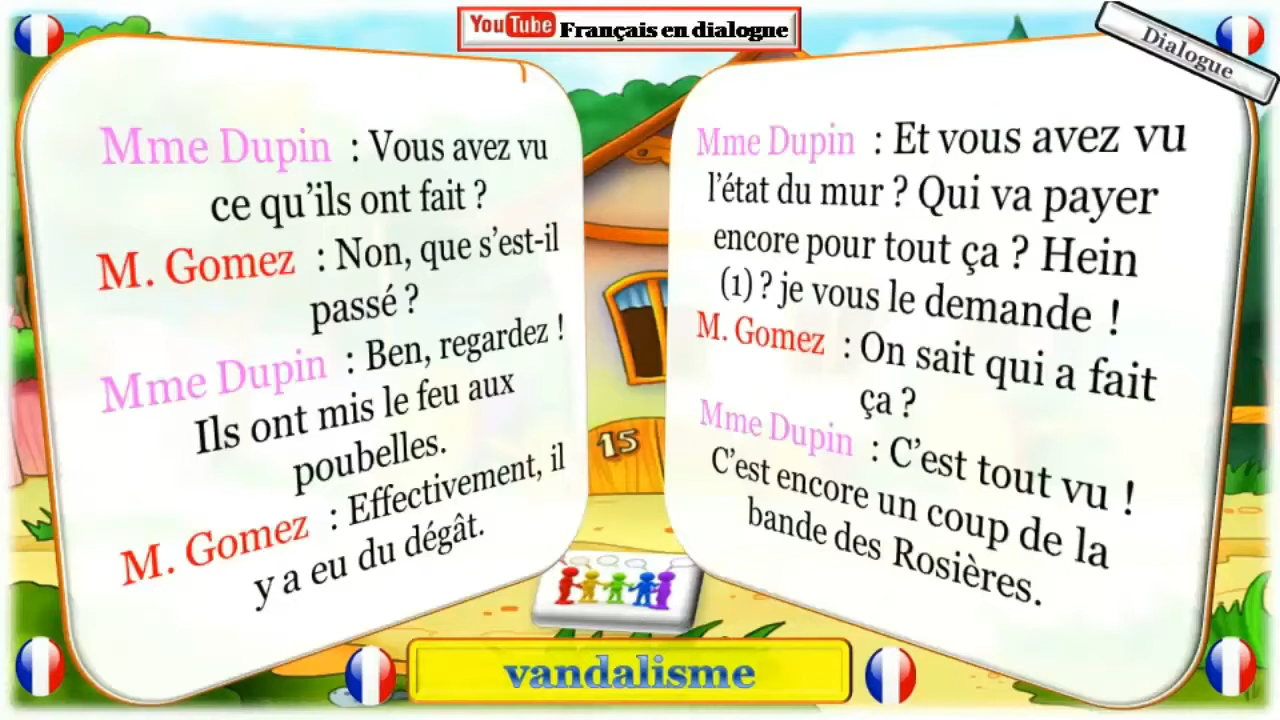 YouTube Français en dialogue
Dialogue
Mme Dupin : Vous avez vu
ce qu'ils ont fait ?
M. Gomez : Non, que s'est-il
passé ?
Mme Dupin : Ben, regardez !
Ils ont mis le feu aux
poubelles.
M. Gomez : Effectivement, il
y a eu du dégât.
Mme Dupin : Et vous avez vu
l'état du mur ? Qui va payer
encore pour tout ça ? Hein
(1) ? je vous le demande !
M. Gomez : On sait qui a fait
ça ?
Mme Dupin : C'est tout vu !
C'est encore un coup de la
bande des Rosières.
15
vandalisme